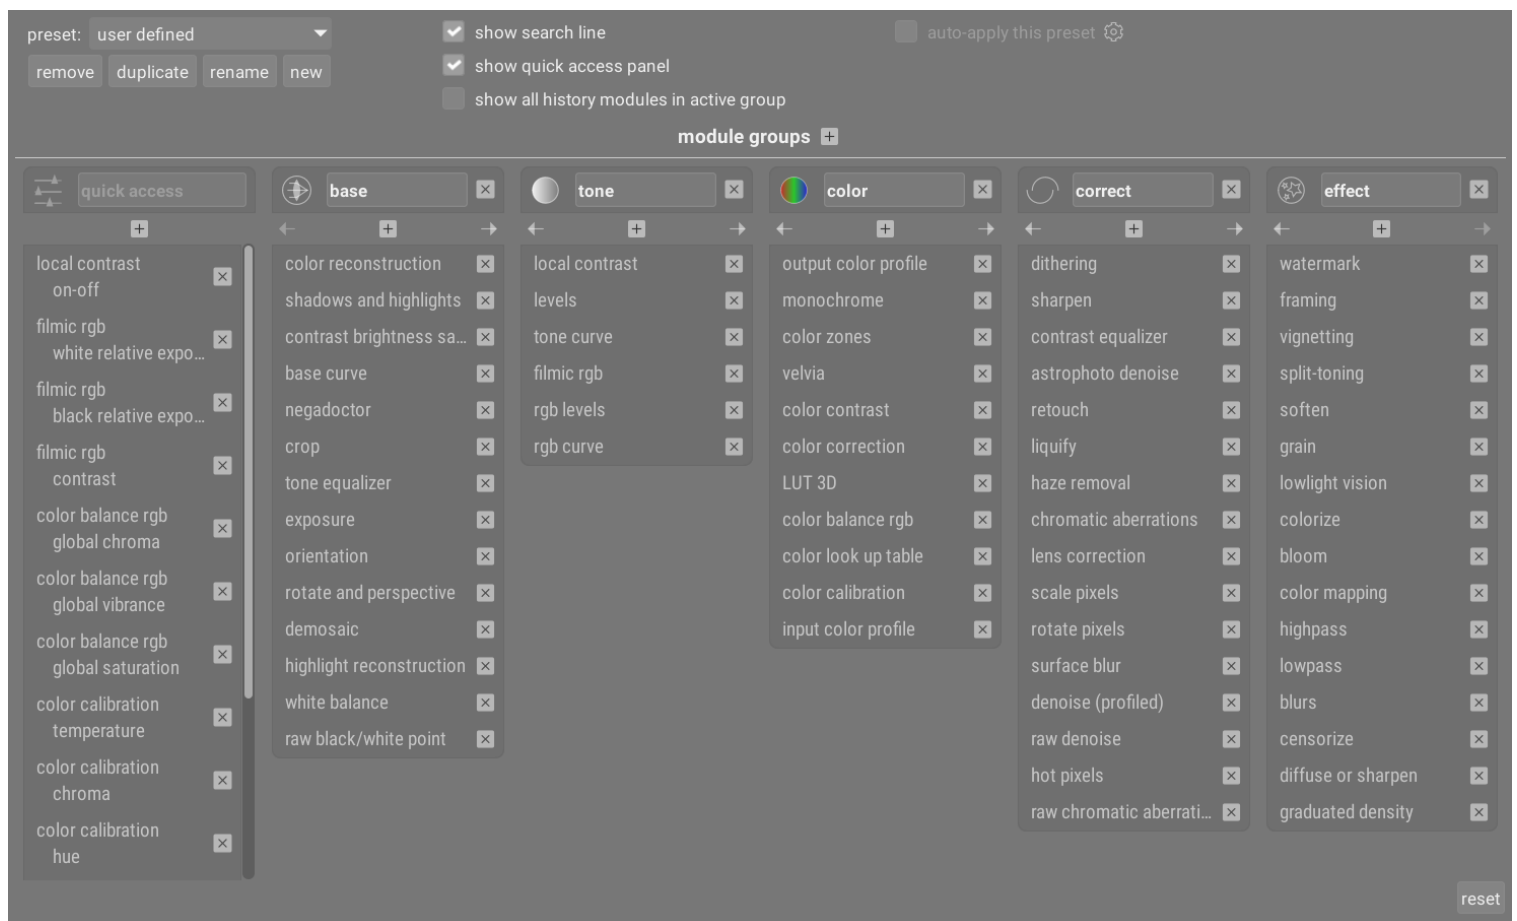 preset: user defined
remove duplicate rename new
show search line
show quick access panel
show all history modules in active group
auto-apply this preset
module groups
quick access
local contrast
on-off
filmic rgb
white relative expo...
filmic rgb
black relative expo...
filmic rgb
contrast
color balance rgb
global chroma
color balance rgb
global vibrance
color balance rgb
global saturation
color calibration
temperature
color calibration
chroma
color calibration
hue
base
color reconstruction
shadows and highlights
contrast brightness sa...
base curve
negadoctor
crop
tone equalizer
exposure
orientation
rotate and perspective
demosaic
highlight reconstruction
white balance
raw black/white point
tone
local contrast
levels
tone curve
filmic rgb
rgb levels
rgb curve
color
output color profile
monochrome
color zones
velvia
color contrast
color correction
LUT 3D
color balance rgb
color look up table
color calibration
input color profile
correct
dithering
sharpen
contrast equalizer
astrophoto denoise
retouch
liquify
haze removal
chromatic aberrations
lens correction
scale pixels
rotate pixels
surface blur
denoise (profiled)
raw denoise
hot pixels
raw chromatic aberrati...
effect
watermark
framing
vignetting
split-toning
soften
grain
lowlight vision
colorize
bloom
color mapping
highpass
lowpass
blurs
censorize
diffuse or sharpen
graduated density
reset